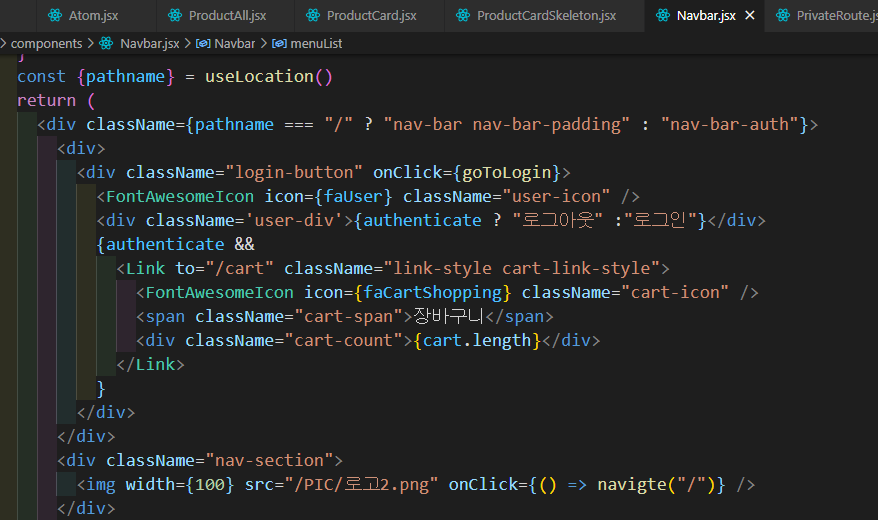 Atom.jsx ProductAll.jsx ProductCard.jsx ProductCardSkeleton.jsx Navbar.jsx × PrivateRoute.js
> components > Navbar.jsx > Navbar > menuList
}
const {pathname} = useLocation()
return (
<div className={pathname === "/" ? "nav-bar nav-bar-padding" : "nav-bar-auth"}>
<div>
<div className="login-button" onClick={goToLogin}>
<FontAwesomeIcon icon={faUser} className="user-icon" />
<div className='user-div'>{authenticate ? "로그아웃" :"로그인"}</div>
{authenticate &&
<Link to="/cart" className="link-style cart-link-style">
<FontAwesomeIcon icon={faCartShopping} className="cart-icon" />
<span className="cart-span">장바구니</span>
<div className="cart-count">{cart.length}</div>
</Link>
}
</div>
</div>
<div className="nav-section">
<img width={100} src="/PIC/로고2.png" onClick={() => navigte("/")} />
</div>